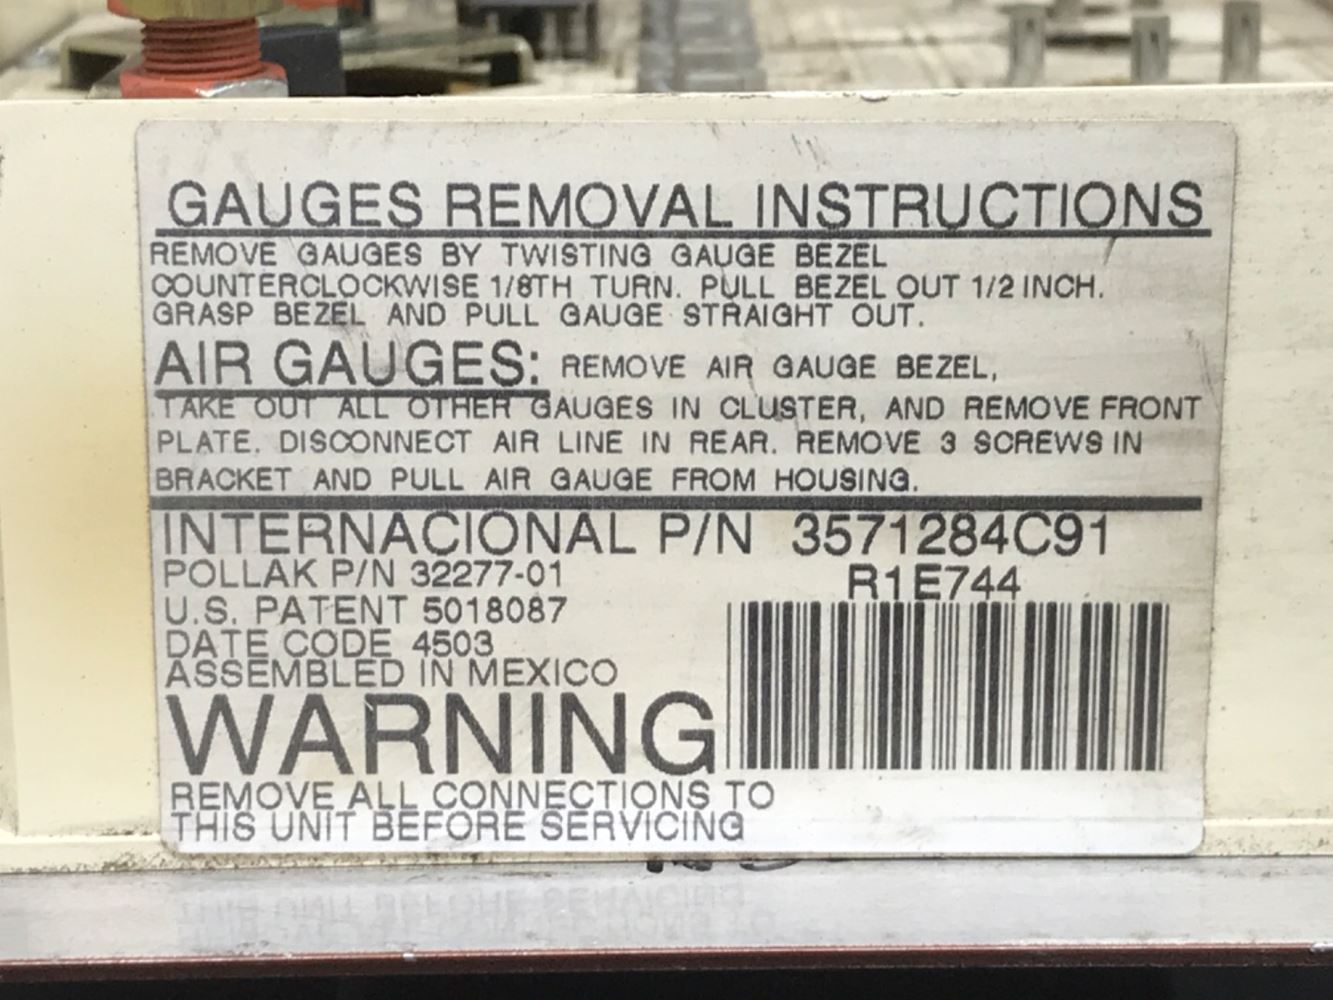 GAUGES REMOVAL INSTRUCTIONS
REMOVE GAUGES BY TWISTING GAUGE BEZEL
COUNTERCLOCKWISE 1/8TH TURN. PULL BEZEL OUT 1/2 INCH.
GRASP BEZEL AND PULL GAUGE STRAIGHT OUT.
AIR GAUGES: REMOVE AIR GAUGE BEZEL,
TAKE OUT ALL OTHER GAUGES IN CLUSTER, AND REMOVE FRONT
PLATE. DISCONNECT AIR LINE IN REAR. REMOVE 3 SCREWS IN
BRACKET AND PULL AIR GAUGE FROM HOUSING.
INTERNACIONAL P/N 3571284C91
POLLAK P/N 32277-01
R1E744
U.S. PATENT 5018087
DATE CODE 4503
ASSEMBLED IN MEXICO
WARNING
REMOVE ALL CONNECTIONS TO
THIS UNIT BEFORE SERVICING